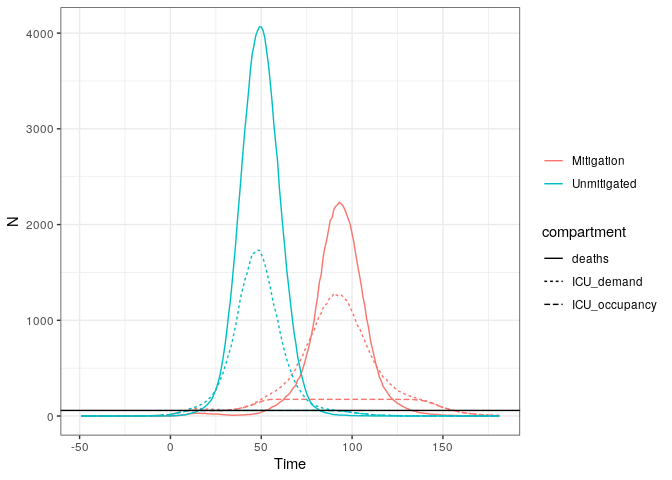 4000
3000
2000
1000
0
N
-50
0
50
100
150
Time
Mitigation
Unmitigated
compartment
deaths
ICU_demand
ICU_occupancy